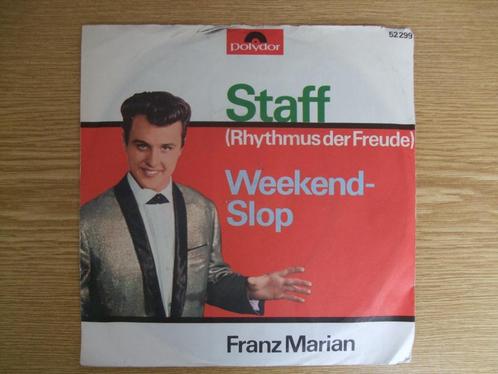 Polydor
52 299
Staff
(Rhythmus der Freude)
Weekend-
Slop
Franz Marian